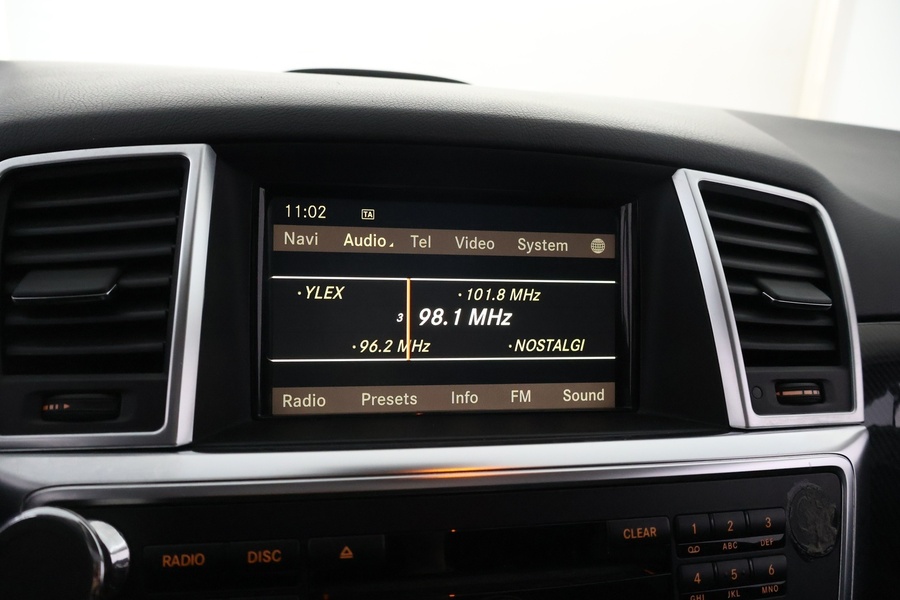 11:02 TA
Navi Audio Tel Video System
·YLEX ·101.8 MHz
3 98.1 MHz
·96.2 MHz ·NOSTALGI
Radio Presets Info FM Sound
RADIO DISC CLEAR 1 2 3
ABC DEF
4 5 6
GHI JKL MNO